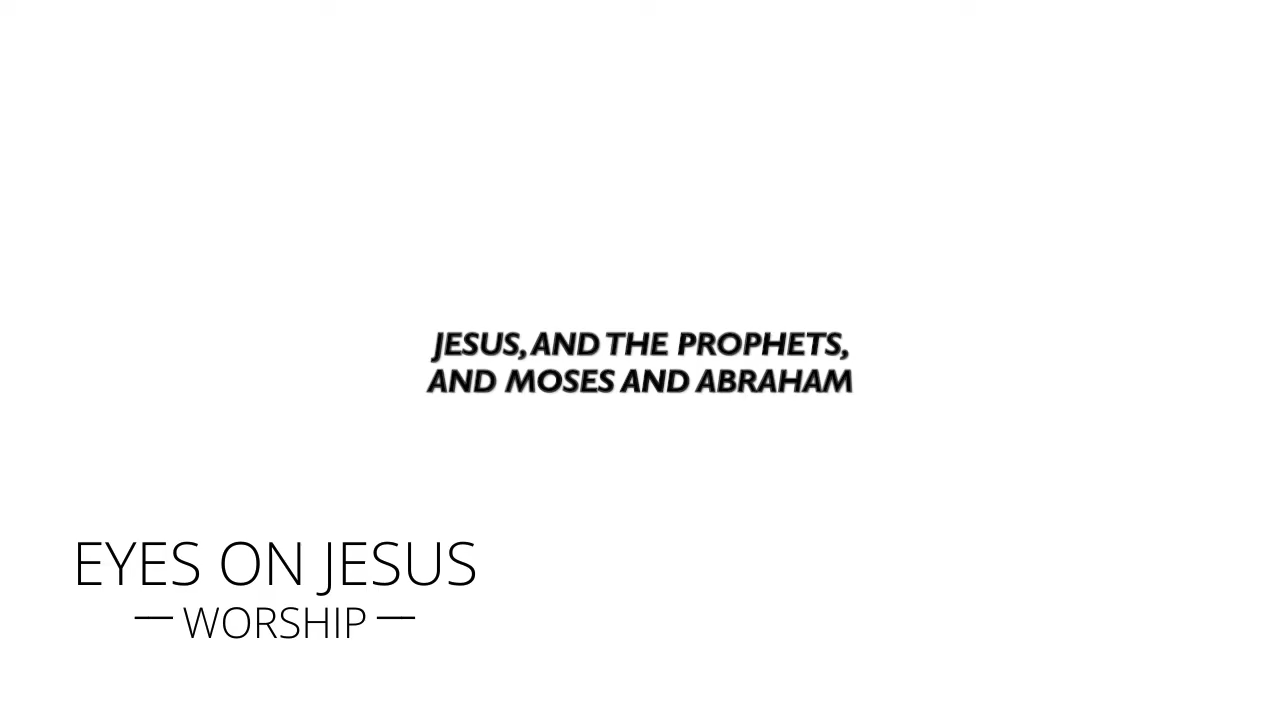 JESUS, AND THE PROPHETS,
AND MOSES AND ABRAHAM
EYES ON JESUS
— WORSHIP —